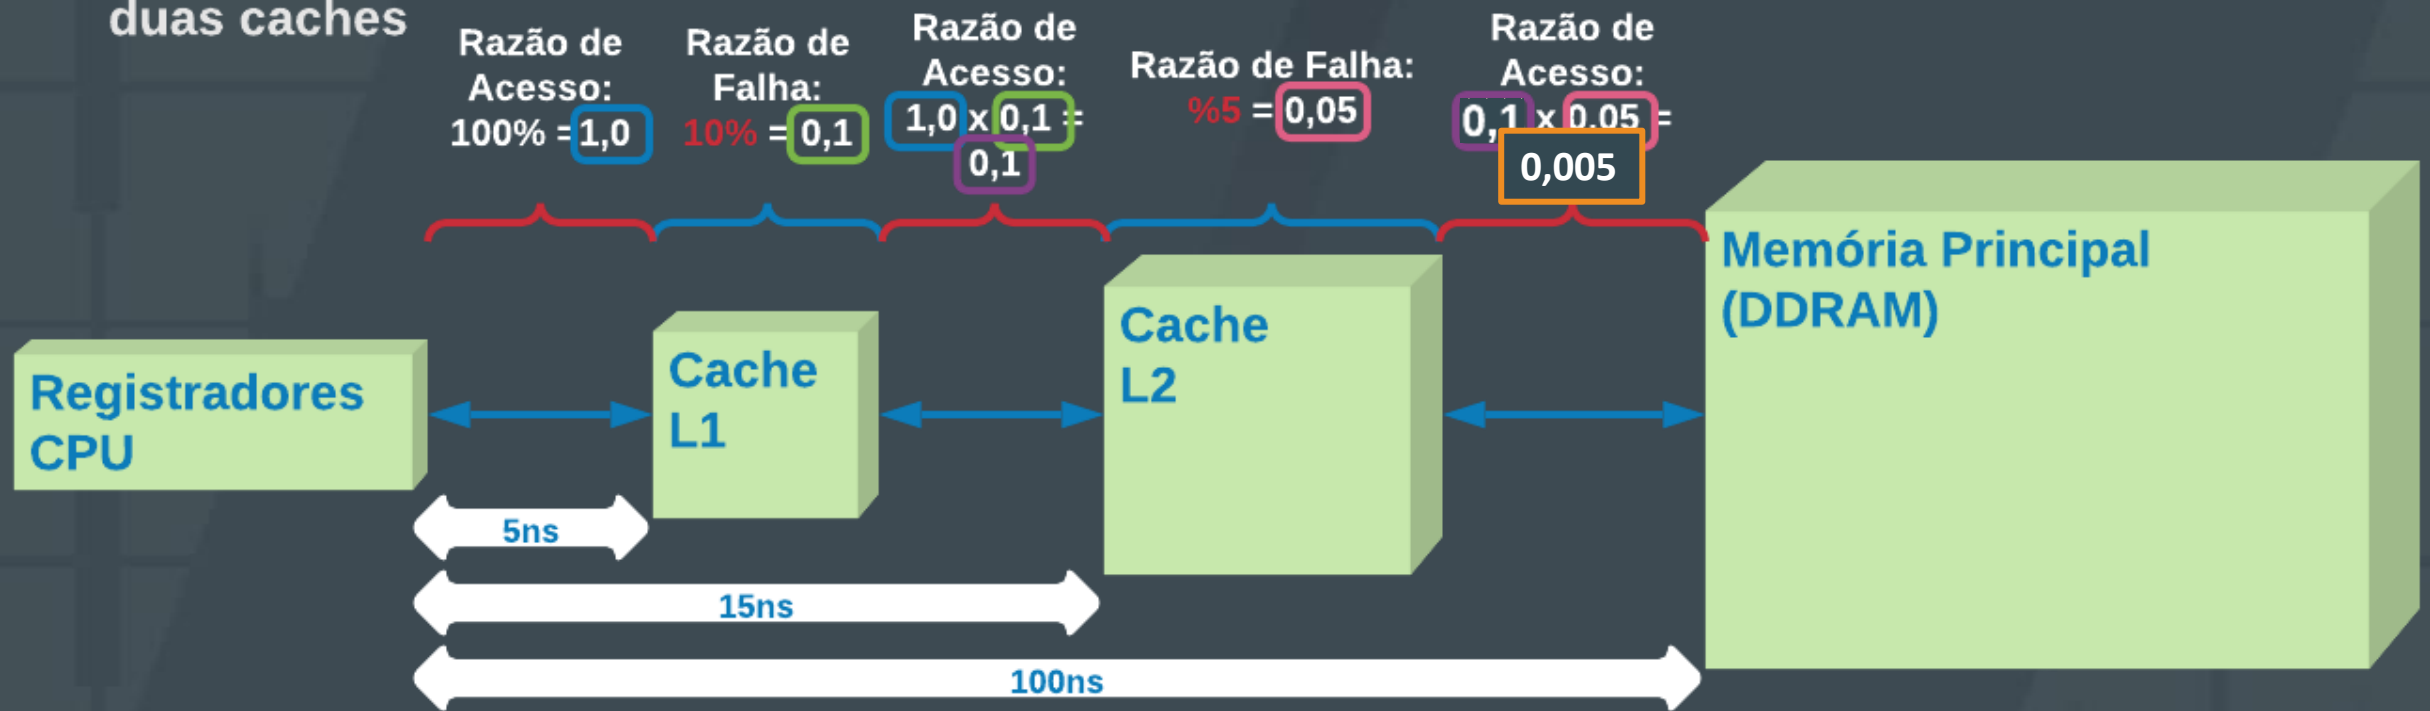 duas caches
Razão de
Acesso:
100% =1,0
Razão de
Falha:
10% = 0,1
Razão de
Acesso:
1,0 x 0,1 =
0,1
Razão de Falha:
%5 = 0,05
Razão de
Acesso:
0,1 x 0,05 =
0,005
Registradores
CPU
Cache
L1
Cache
L2
Memória Principal
(DDRAM)
5ns
15ns
100ns